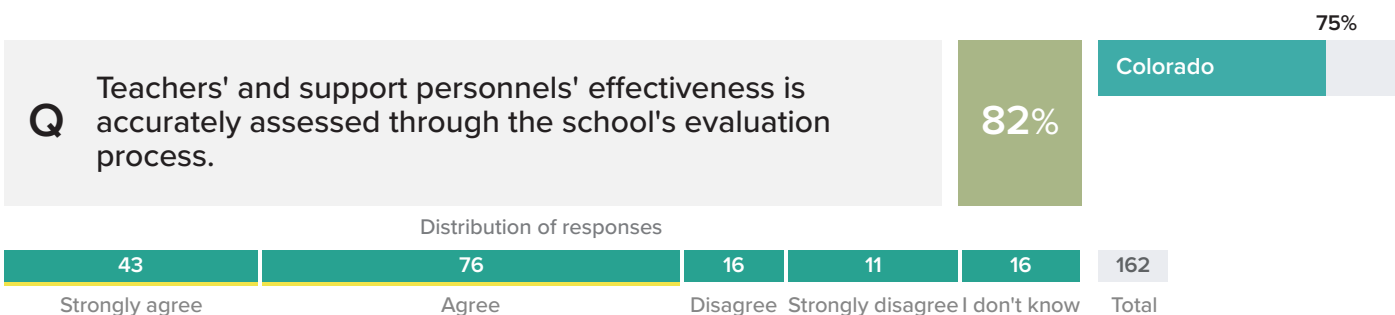 75%
Colorado
Q
Teachers' and support personnels' effectiveness is
accurately assessed through the school's evaluation
process.
82%
Distribution of responses
43 76 16 11 16 162
Strongly agree Agree Disagree Strongly disagree I don't know Total